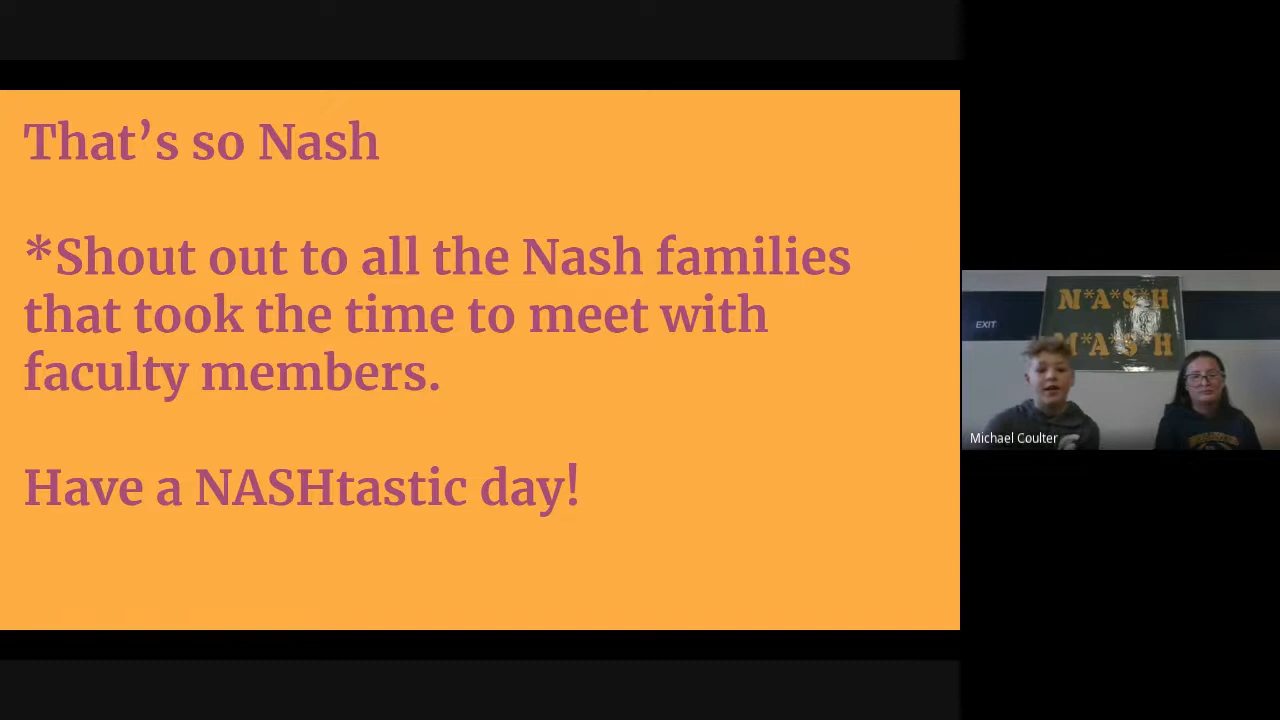 That’s so Nash
*Shout out to all the Nash families
that took the time to meet with
faculty members.
Have a NASHtastic day!
N*A*S*H
M*A*S*H
EXIT
Michael Coulter